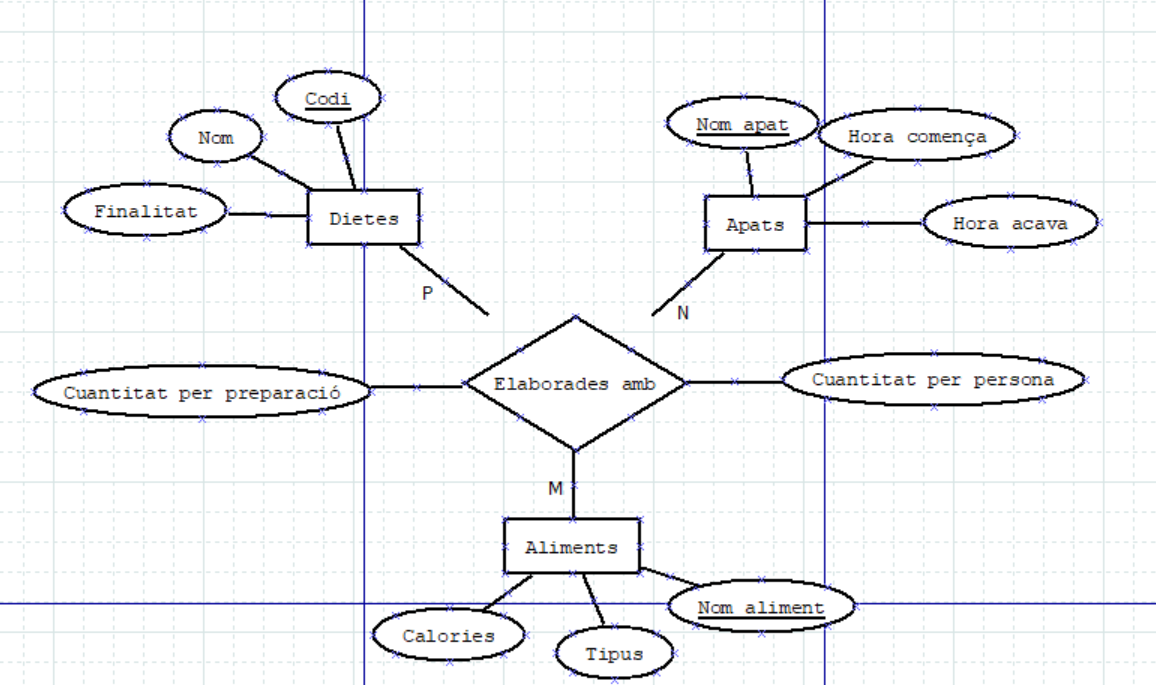 Codi
Nom
Finalitat
Dietes
Nom apat
Hora comença
Hora acava
Apats
P
N
Elaborades amb
Cuantitat per preparació
Cuantitat per persona
M
Aliments
Calories
Tipus
Nom aliment